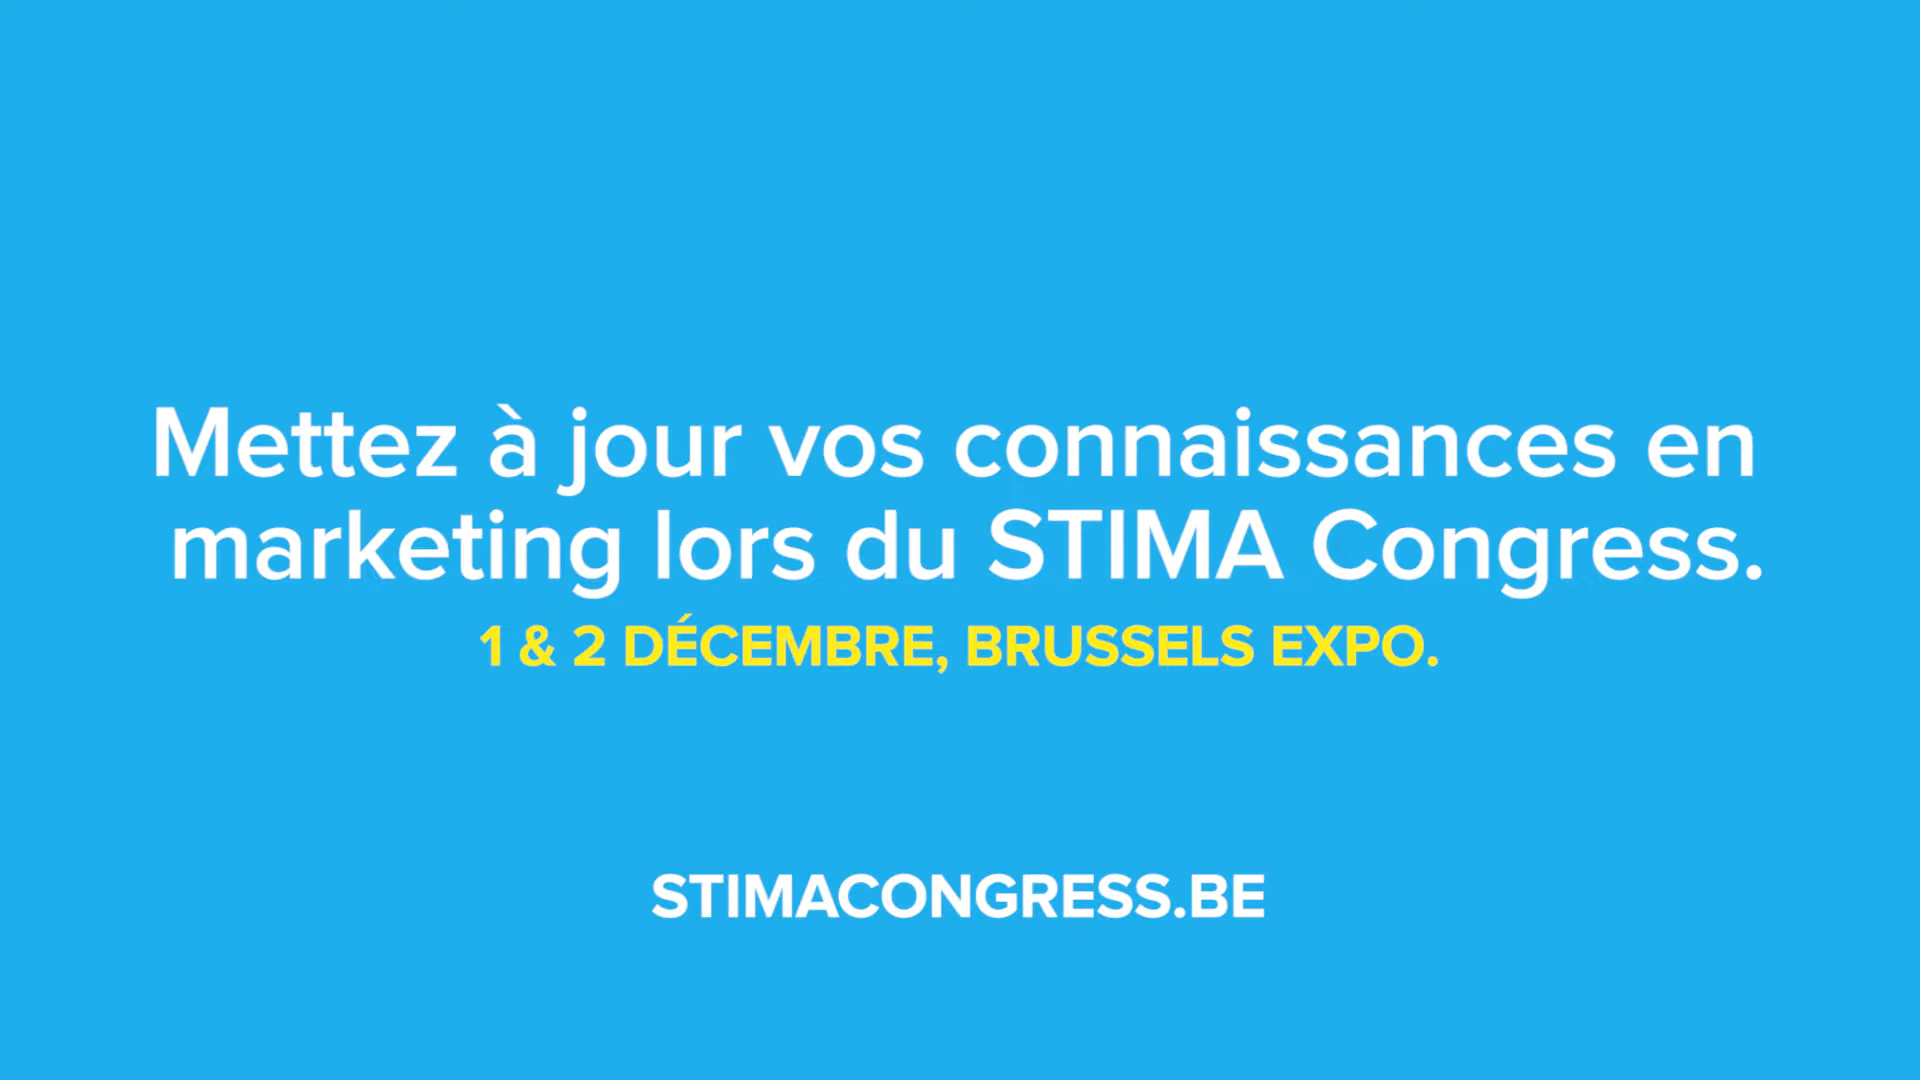 Mettez à jour vos connaissances en
marketing lors du STIMA Congress.
1 & 2 DÉCEMBRE, BRUSSELS EXPO.
STIMACONGRESS.BE